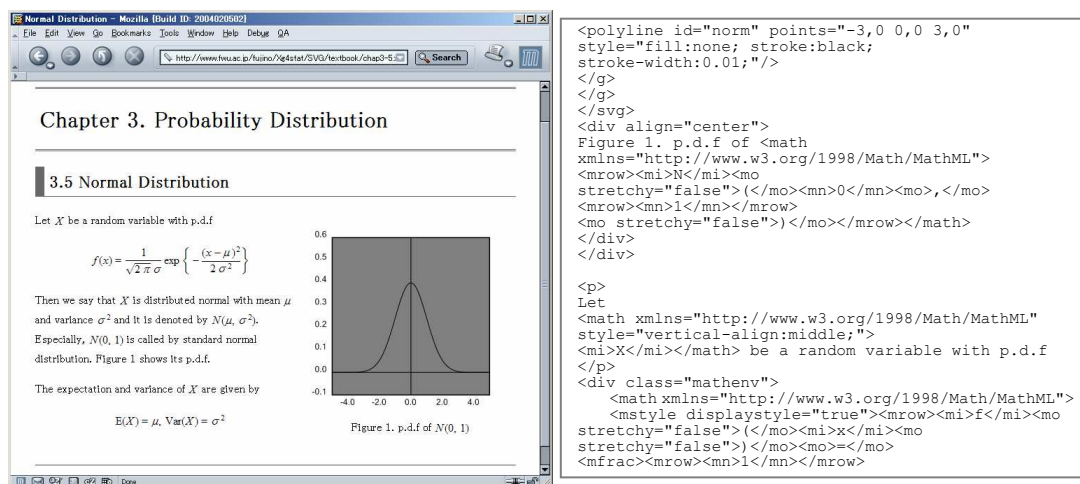 Normal Distribution - Mozilla {Build ID: 2004020502}
File Edit View Go Bookmarks Tools Window Help Debug QA
http://www.fwu.ac.jp/fujino/Xg4stat/SVG/textbook/chap3-5 Search
Chapter 3. Probability Distribution
3.5 Normal Distribution
Let X be a random variable with p.d.f
f(x) = 1/(√2π σ) exp { −(x − μ)²/(2σ²) }
Then we say that X is distributed normal with mean μ
and variance σ² and it is denoted by N(μ, σ²).
Especially, N(0, 1) is called by standard normal
distribution. Figure 1 shows its p.d.f.
The expectation and variance of X are given by
E(X) = μ, Var(X) = σ²
0.6
0.5
0.4
0.3
0.2
0.1
0.0
-0.1
-4.0 -2.0 0.0 2.0 4.0
Figure 1. p.d.f of N(0, 1)
Done
<polyline id="norm" points="-3,0 0,0 3,0"
style="fill:none; stroke:black;
stroke-width:0.01;"/>
</g>
</g>
</svg>
<div align="center">
Figure 1. p.d.f of <math
xmlns="http://www.w3.org/1998/Math/MathML">
<mrow><mi>N</mi><mo
stretchy="false">(</mo><mn>0</mn><mo>,</mo>
<mrow><mn>1</mn></mrow>
<mo stretchy="false">)</mo></mrow></math>
</div>
</div>
<p>
Let
<math xmlns="http://www.w3.org/1998/Math/MathML"
style="vertical-align:middle;">
<mi>X</mi></math> be a random variable with p.d.f
</p>
<div class="mathenv">
<math xmlns="http://www.w3.org/1998/Math/MathML">
<mstyle displaystyle="true"><mrow><mi>f</mi><mo
stretchy="false">(</mo><mi>x</mi><mo
stretchy="false">)</mo><mo>=</mo>
<mfrac><mrow><mn>1</mn></mrow>